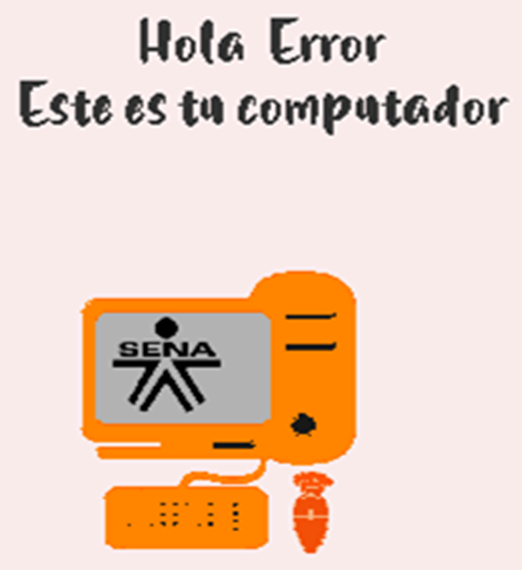 Hola Error
Este es tu computador
SENA